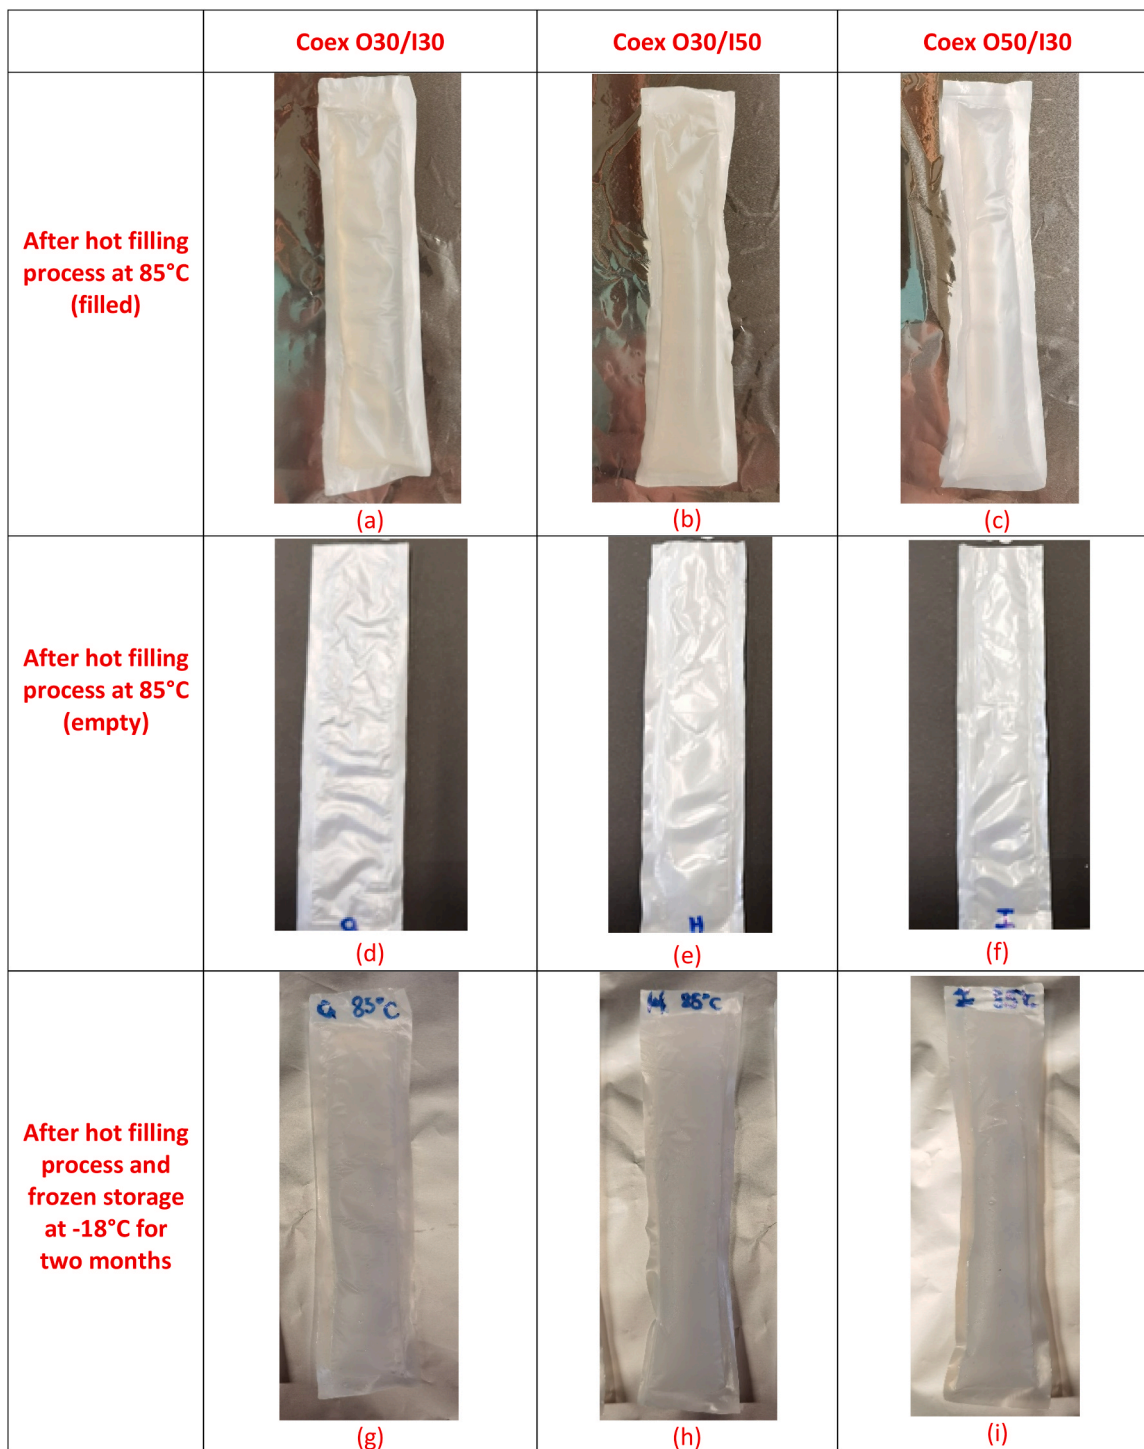 Coex O30/I30
Coex O30/I50
Coex O50/I30
After hot filling
process at 85°C
(filled)
(a)
(b)
(c)
After hot filling
process at 85°C
(empty)
H
I
(d)
(e)
(f)
After hot filling
process and
frozen storage
at -18°C for
two months
G 85°C
H 85°C
I 85°C
(g)
(h)
(i)